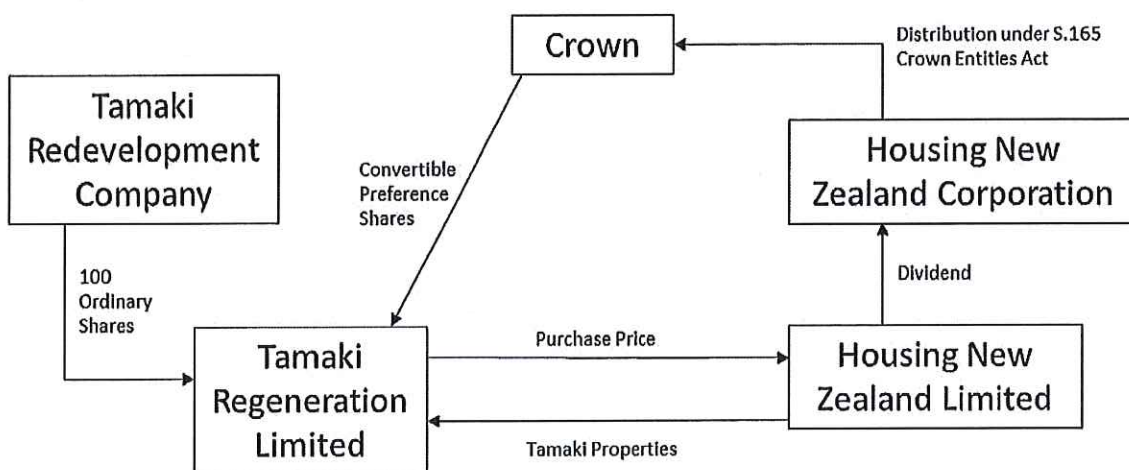 Crown
Distribution under S.165
Crown Entities Act
Tamaki
Redevelopment
Company
Convertible
Preference
Shares
Housing New
Zealand Corporation
100
Ordinary
Shares
Dividend
Tamaki
Regeneration
Limited
Purchase Price
Housing New
Zealand Limited
Tamaki Properties